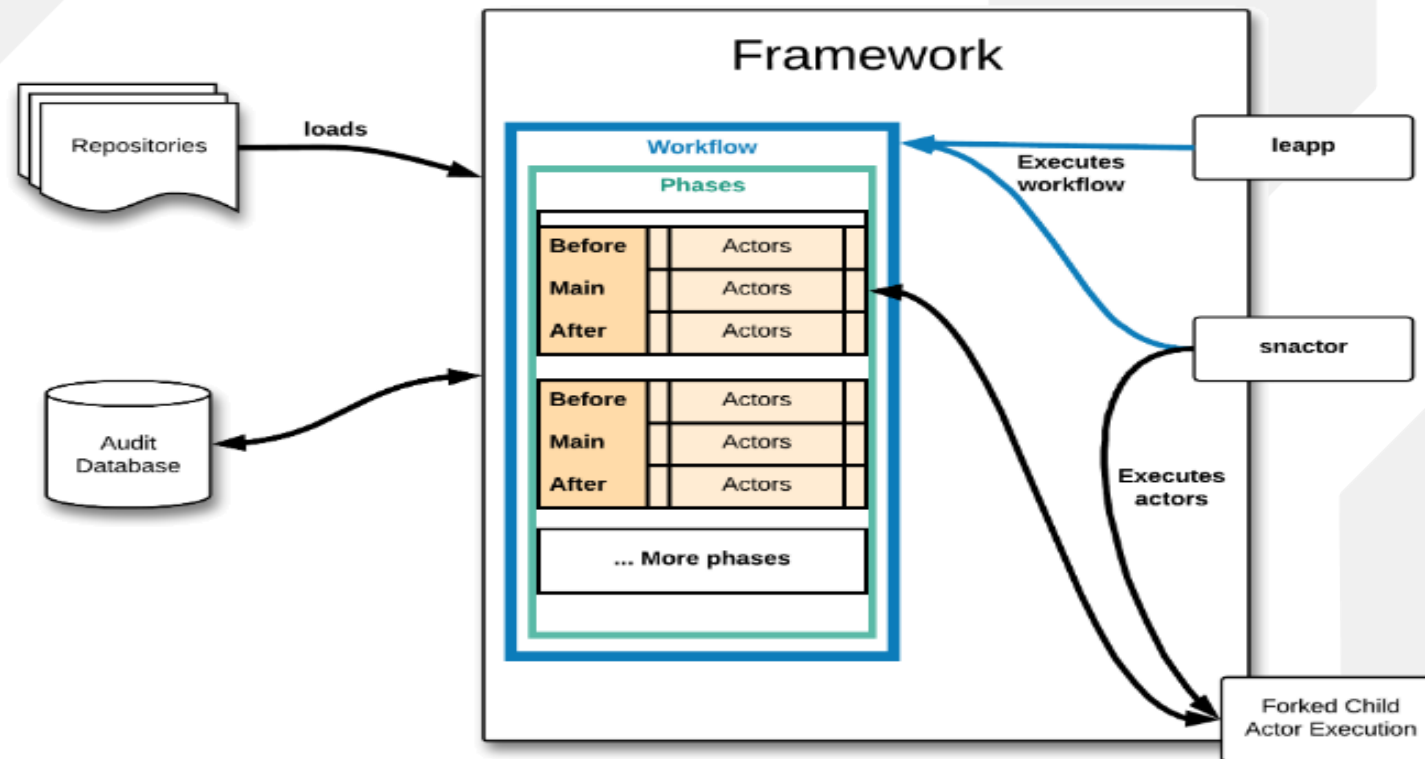 Framework
Repositories
loads
Workflow
Phases
Before Actors
Main Actors
After Actors
Before Actors
Main Actors
After Actors
... More phases
leapp
Executes
workflow
snactor
Executes
actors
Audit
Database
Forked Child
Actor Execution